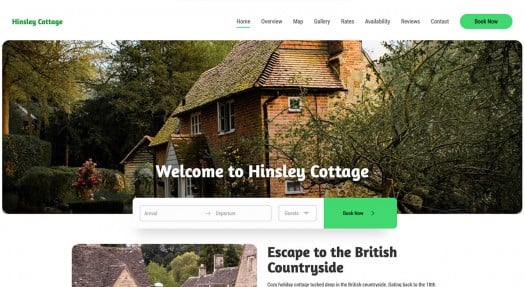 Hinsley Cottage
Home Overview Map Gallery Rates Availability Reviews Contact Book Now
Welcome to Hinsley Cottage
Arrival Departure Guests Book Now
Escape to the British
Countryside
Cozy holiday cottage tucked deep in the British countryside. Dating back to the 18th